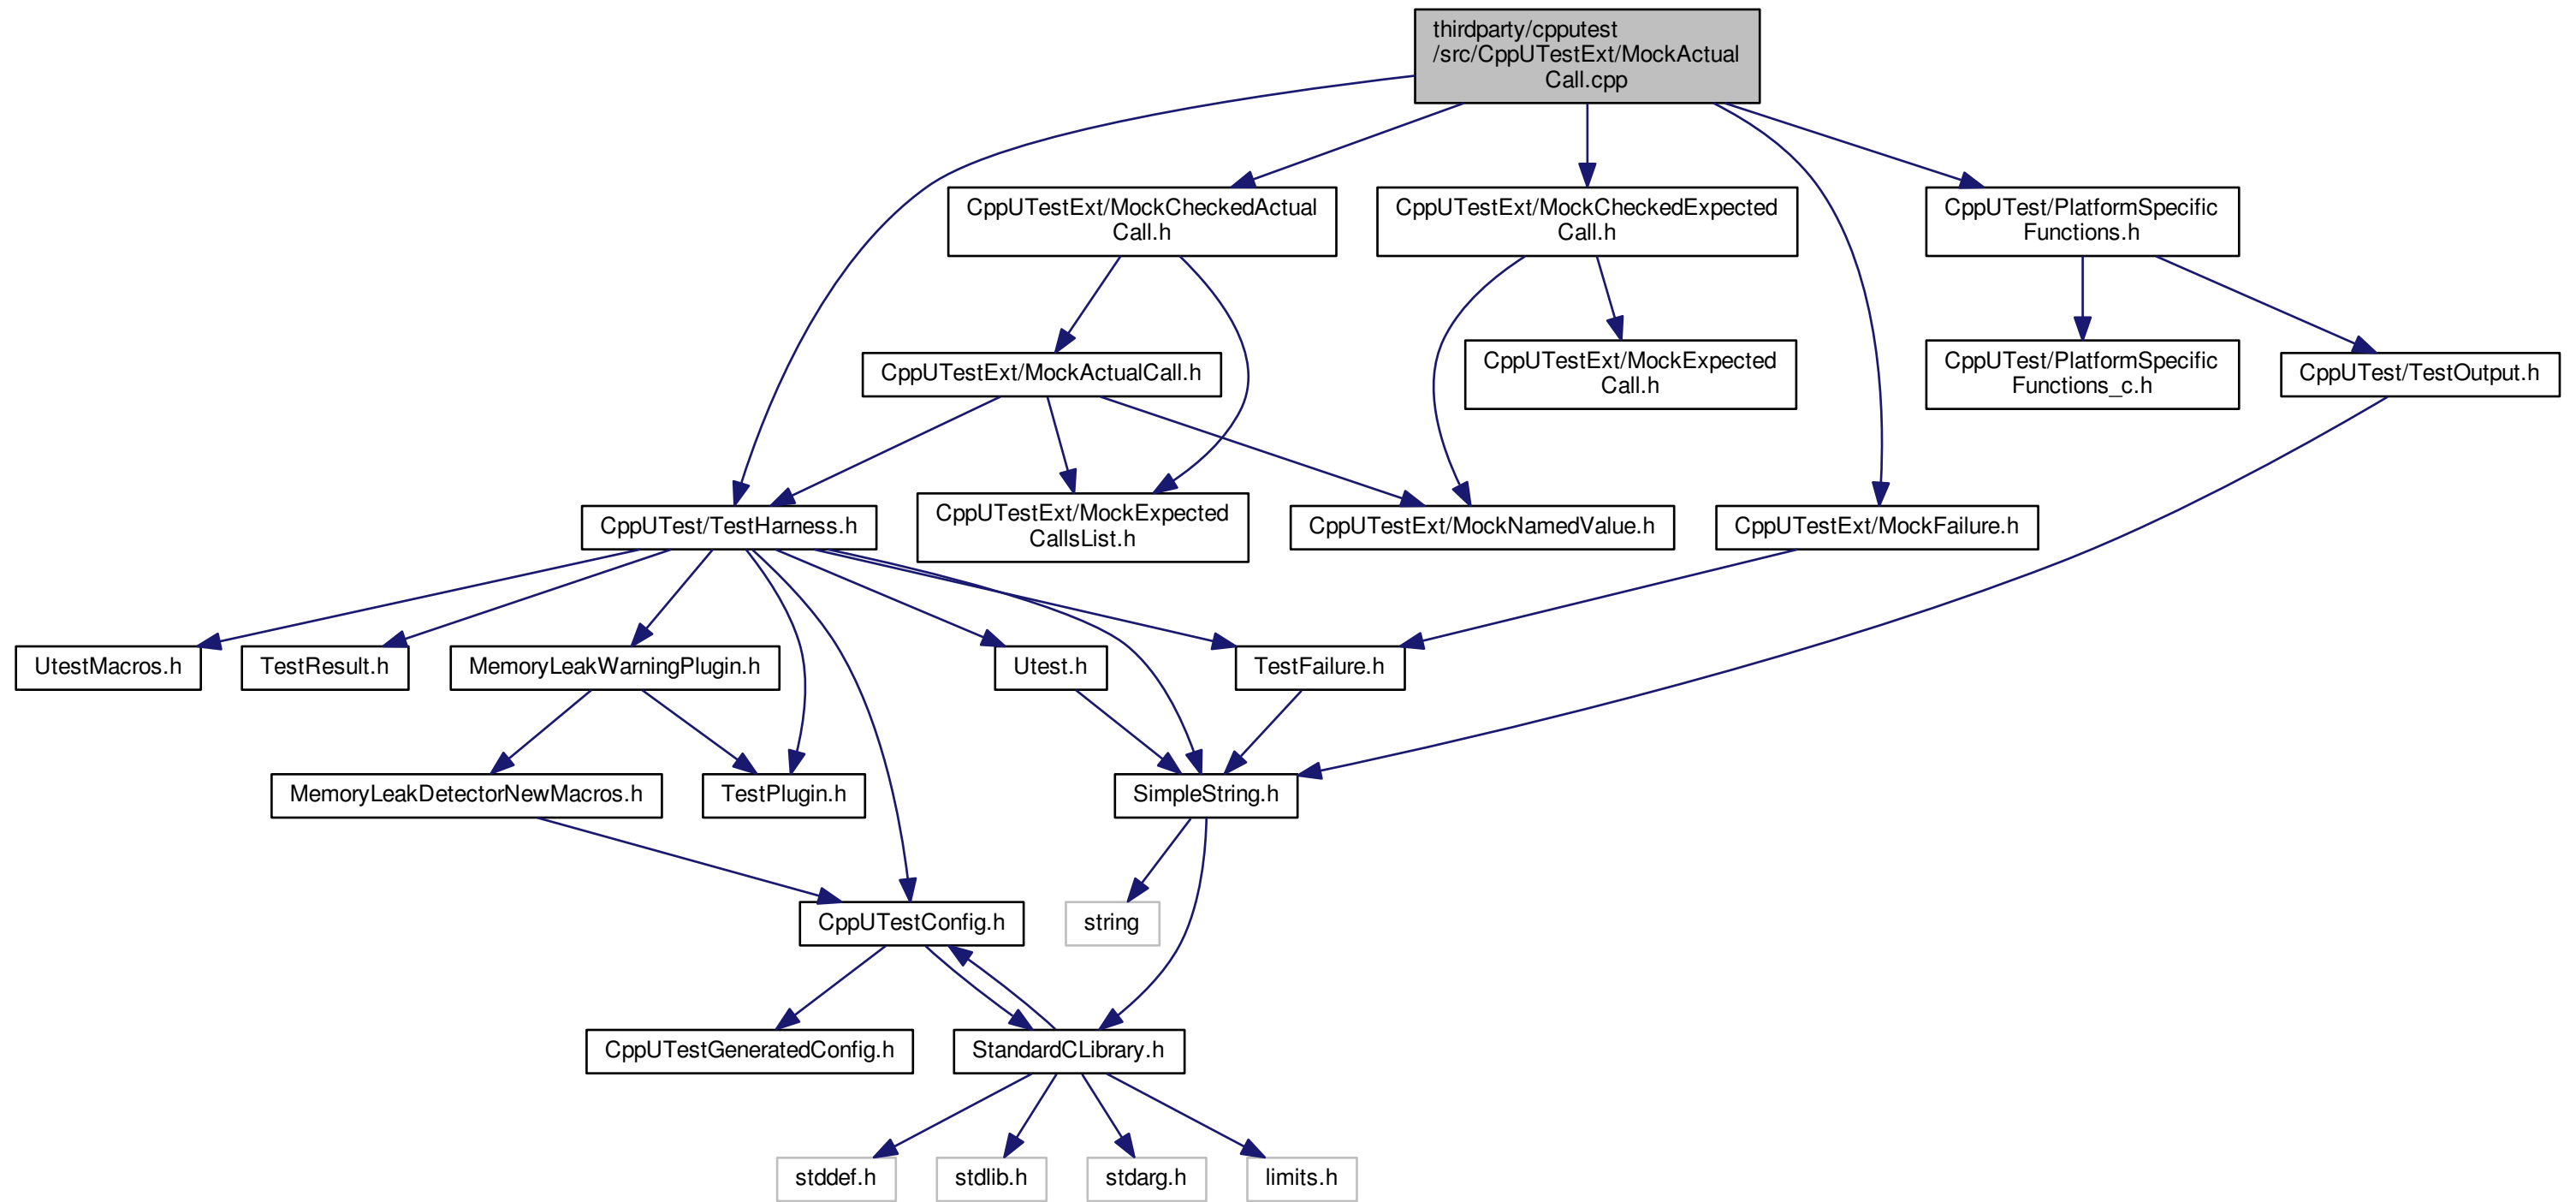 thirdparty/cpputest
/src/CppUTestExt/MockActual
Call.cpp
CppUTestExt/MockCheckedActual
Call.h
CppUTestExt/MockCheckedExpected
Call.h
CppUTest/PlatformSpecific
Functions.h
CppUTestExt/MockActualCall.h
CppUTestExt/MockExpected
Call.h
CppUTest/PlatformSpecific
Functions_c.h
CppUTest/TestOutput.h
CppUTest/TestHarness.h
CppUTestExt/MockExpected
CallsList.h
CppUTestExt/MockNamedValue.h
CppUTestExt/MockFailure.h
UtestMacros.h
TestResult.h
MemoryLeakWarningPlugin.h
Utest.h
TestFailure.h
MemoryLeakDetectorNewMacros.h
TestPlugin.h
SimpleString.h
CppUTestConfig.h
string
CppUTestGeneratedConfig.h
StandardCLibrary.h
stddef.h
stdlib.h
stdarg.h
limits.h